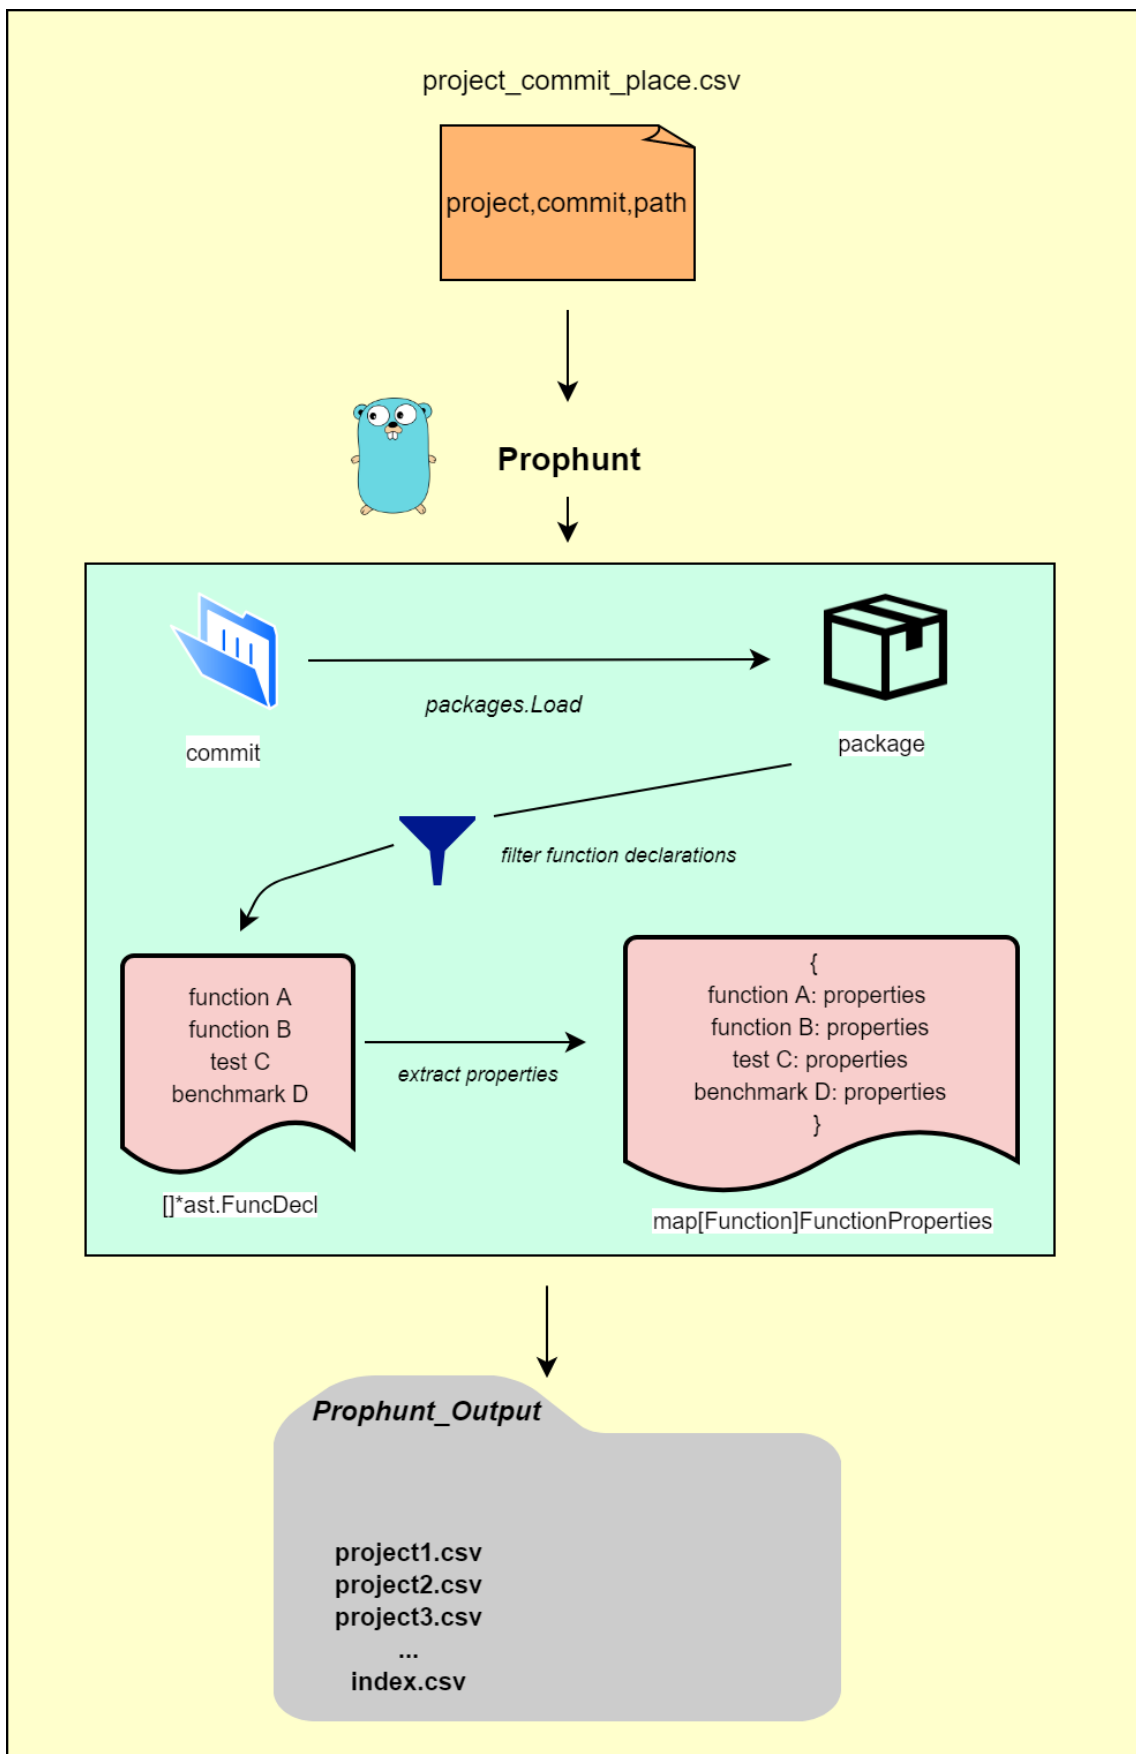 project_commit_place.csv
project,commit,path
Prophunt
packages.Load
commit
package
filter function declarations
function A
function B
test C
benchmark D
extract properties
{
function A: properties
function B: properties
test C: properties
benchmark D: properties
}
[]*ast.FuncDecl
map[Function]FunctionProperties
Prophunt_Output
project1.csv
project2.csv
project3.csv
...
index.csv